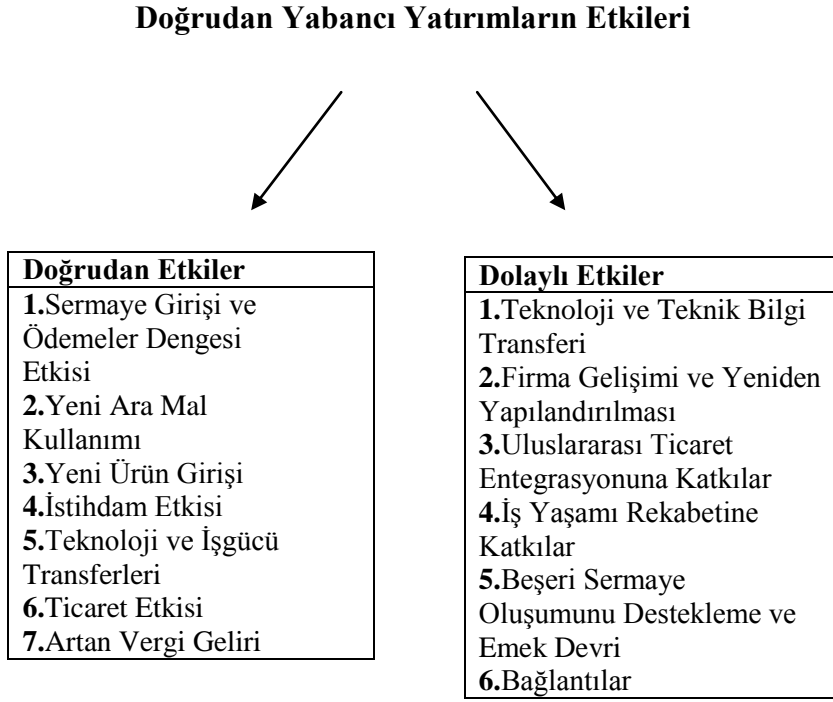 Doğrudan Yabancı Yatırımların Etkileri
Doğrudan Etkiler
1.Sermaye Girişi ve
Ödemeler Dengesi
Etkisi
2.Yeni Ara Mal
Kullanımı
3.Yeni Ürün Girişi
4.İstihdam Etkisi
5.Teknoloji ve İşgücü
Transferleri
6.Ticaret Etkisi
7.Artan Vergi Geliri
Dolaylı Etkiler
1.Teknoloji ve Teknik Bilgi
Transferi
2.Firma Gelişimi ve Yeniden
Yapılandırılması
3.Uluslararası Ticaret
Entegrasyonuna Katkılar
4.İş Yaşamı Rekabetine
Katkılar
5.Beşeri Sermaye
Oluşumunu Destekleme ve
Emek Devri
6.Bağlantılar